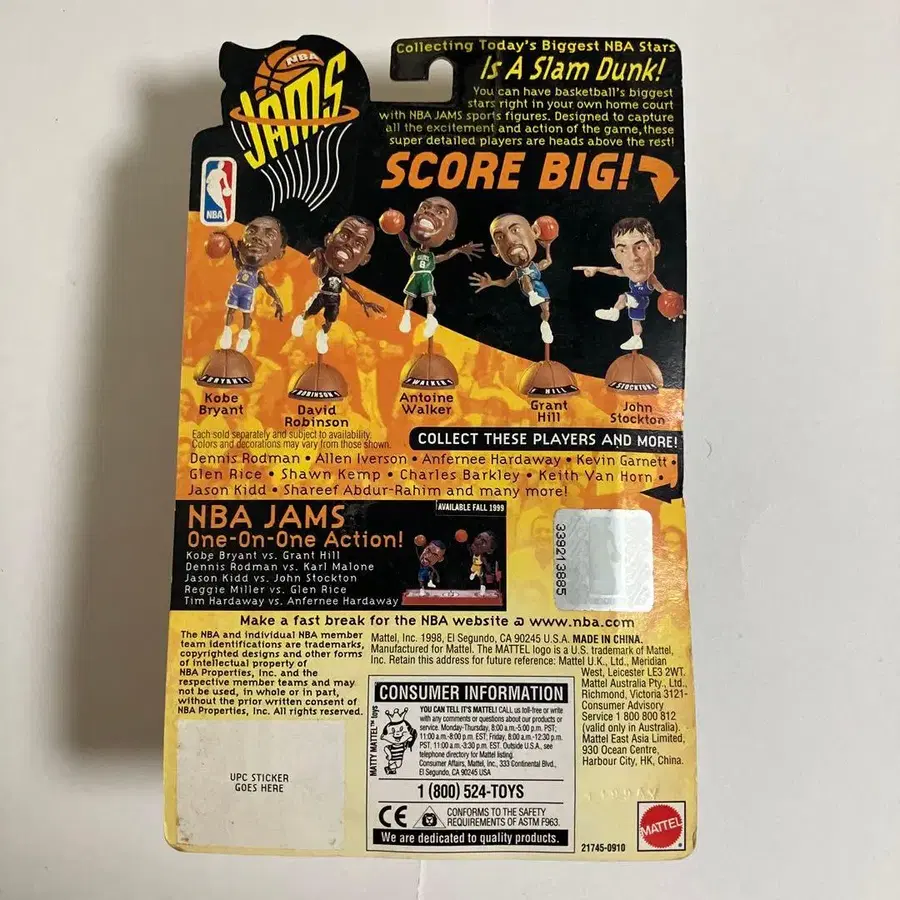 NBA
JAMS
Collecting Today's Biggest NBA Stars
Is A Slam Dunk!
You can have basketball's biggest
stars right in your own home court
with NBA JAMS sports figures. Designed to capture
all the excitement and action of the game, these
super detailed players are heads above the rest!
SCORE BIG!
NBA
BRYANT
ROBINSON
WALKER
HILL
STOCKTON
Kobe
Bryant
David
Robinson
Antoine
Walker
Grant
Hill
John
Stockton
Each sold separately and subject to availability.
Colors and decorations may vary from those shown.
COLLECT THESE PLAYERS AND MORE!
Dennis Rodman • Allen Iverson • Anfernee Hardaway • Kevin Garnett •
Glen Rice • Shawn Kemp • Charles Barkley • Keith Van Horn •
Jason Kidd • Shareef Abdur-Rahim and many more!
NBA JAMS
One-On-One Action!
AVAILABLE FALL 1999
Kobe Bryant vs. Grant Hill
Dennis Rodman vs. Karl Malone
Jason Kidd vs. John Stockton
Reggie Miller vs. Glen Rice
Tim Hardaway vs. Anfernee Hardaway
339213885
Make a fast break for the NBA website @ www.nba.com
The NBA and individual NBA member
team identifications are trademarks,
copyrighted designs and other forms
of intellectual property of
NBA Properties, Inc. and the
respective member teams and may
not be used, in whole or in part,
without the prior written consent of
NBA Properties, Inc. All rights reserved.
Mattel, Inc. 1998, El Segundo, CA 90245 U.S.A. MADE IN CHINA.
Manufactured for Mattel. The MATTEL logo is a U.S. trademark of Mattel,
Inc. Retain this address for future reference: Mattel U.K., Ltd., Meridian
West, Leicester LE3 2WT.
Mattel Australia Pty., Ltd.,
Richmond, Victoria 3121-
Consumer Advisory
Service 1 800 800 812
(valid only in Australia).
Mattel East Asia Limited,
930 Ocean Centre,
Harbour City, HK, China.
CONSUMER INFORMATION
MATTY MATTEL™ toys
YOU CAN TELL IT'S MATTEL! CALL us toll-free or write
with any comments or questions about our products or
service. Monday-Thursday, 8:00 a.m.-5:00 p.m. PST;
11:00 a.m.-8:00 p.m. EST; Friday, 8:00 a.m.-12:30 p.m.
PST, 11:00 a.m.-3:30 p.m. EST. Outside U.S.A., see
telephone directory for Mattel listing.
Consumer Affairs, Mattel, Inc., 333 Continental Blvd.,
El Segundo, CA 90245 USA
1 (800) 524-TOYS
CE
CONFORMS TO THE SAFETY
REQUIREMENTS OF ASTM F963.
We are dedicated to quality products.
UPC STICKER
GOES HERE
21745-0910
MATTEL